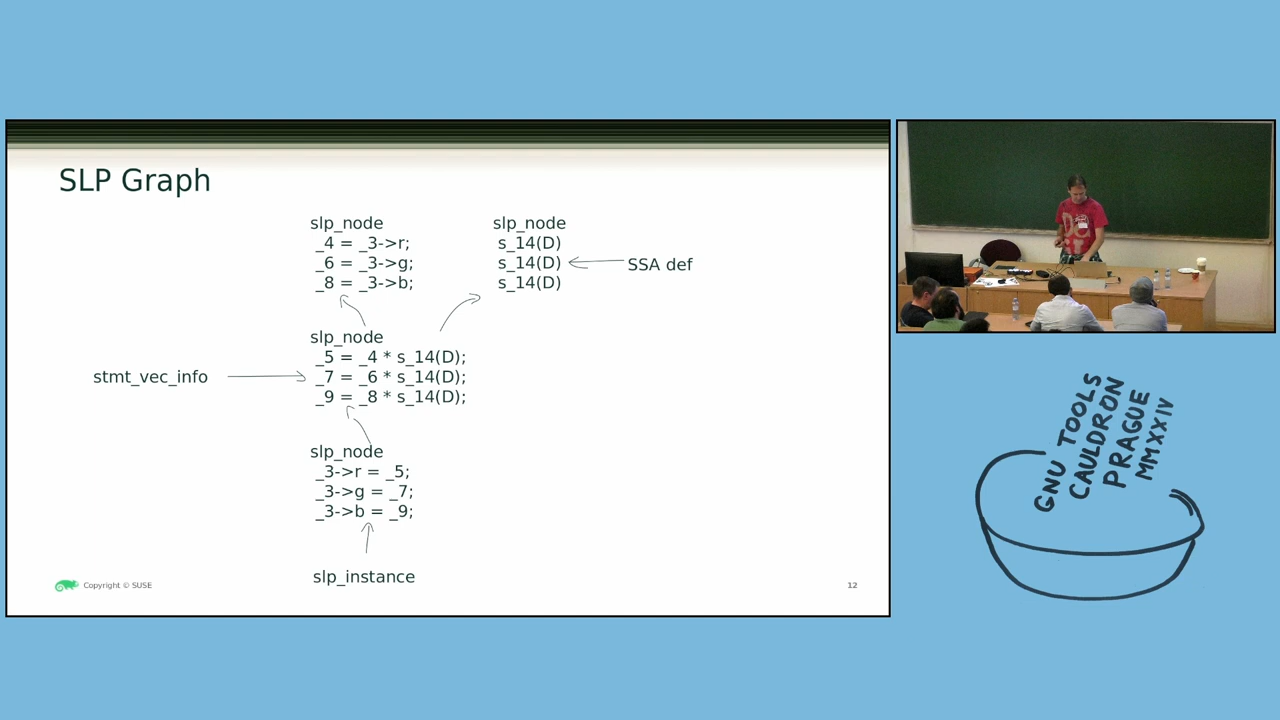 SLP Graph
slp_node
_4 = _3->r;
_6 = _3->g;
_8 = _3->b;
slp_node
s_14(D)
s_14(D)
s_14(D)
SSA def
slp_node
_5 = _4 * s_14(D);
_7 = _6 * s_14(D);
_9 = _8 * s_14(D);
stmt_vec_info
slp_node
_3->r = _5;
_3->g = _7;
_3->b = _9;
slp_instance
Copyright © SUSE
12
GNU TOOLS
CAULDRON
PRAGUE
MMXXIV